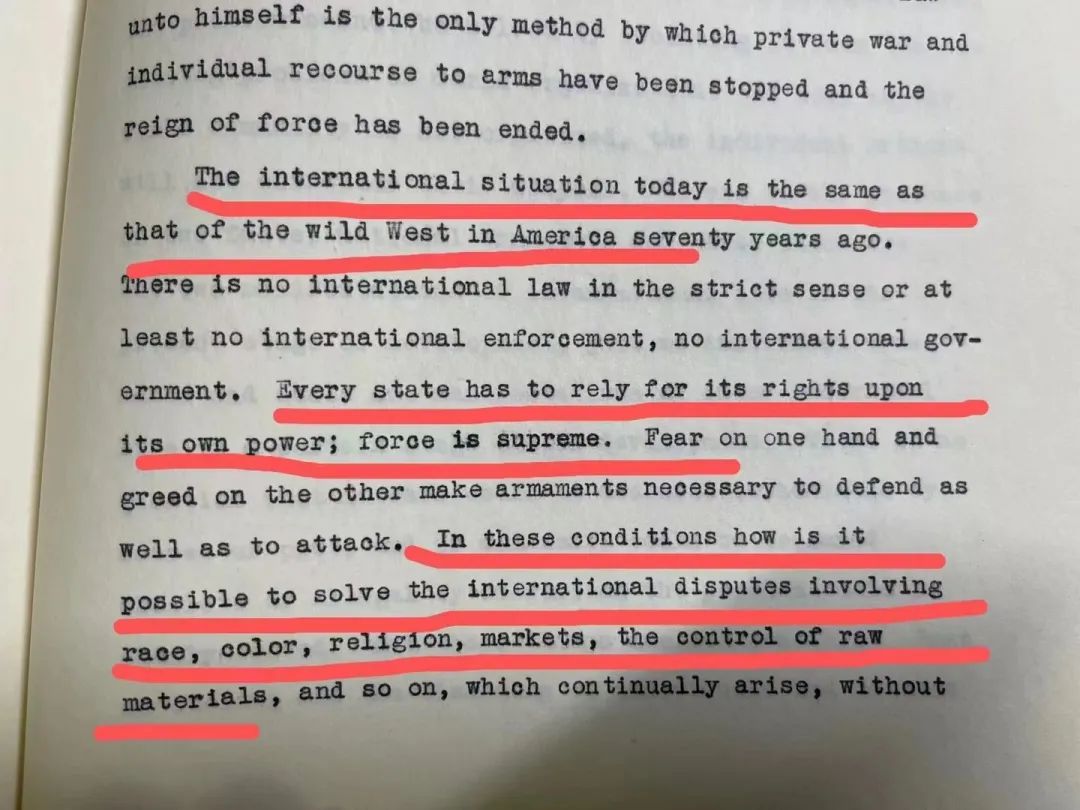 unto himself is the only method by which private war and
individual recourse to arms have been stopped and the
reign of force has been ended.
The international situation today is the same as
that of the wild West in America seventy years ago.
There is no international law in the strict sense or at
least no international enforcement, no international gov-
ernment. Every state has to rely for its rights upon
its own power; force is supreme. Fear on one hand and
greed on the other make armaments necessary to defend as
well as to attack. In these conditions how is it
possible to solve the international disputes involving
race, color, religion, markets, the control of raw
materials, and so on, which continually arise, without